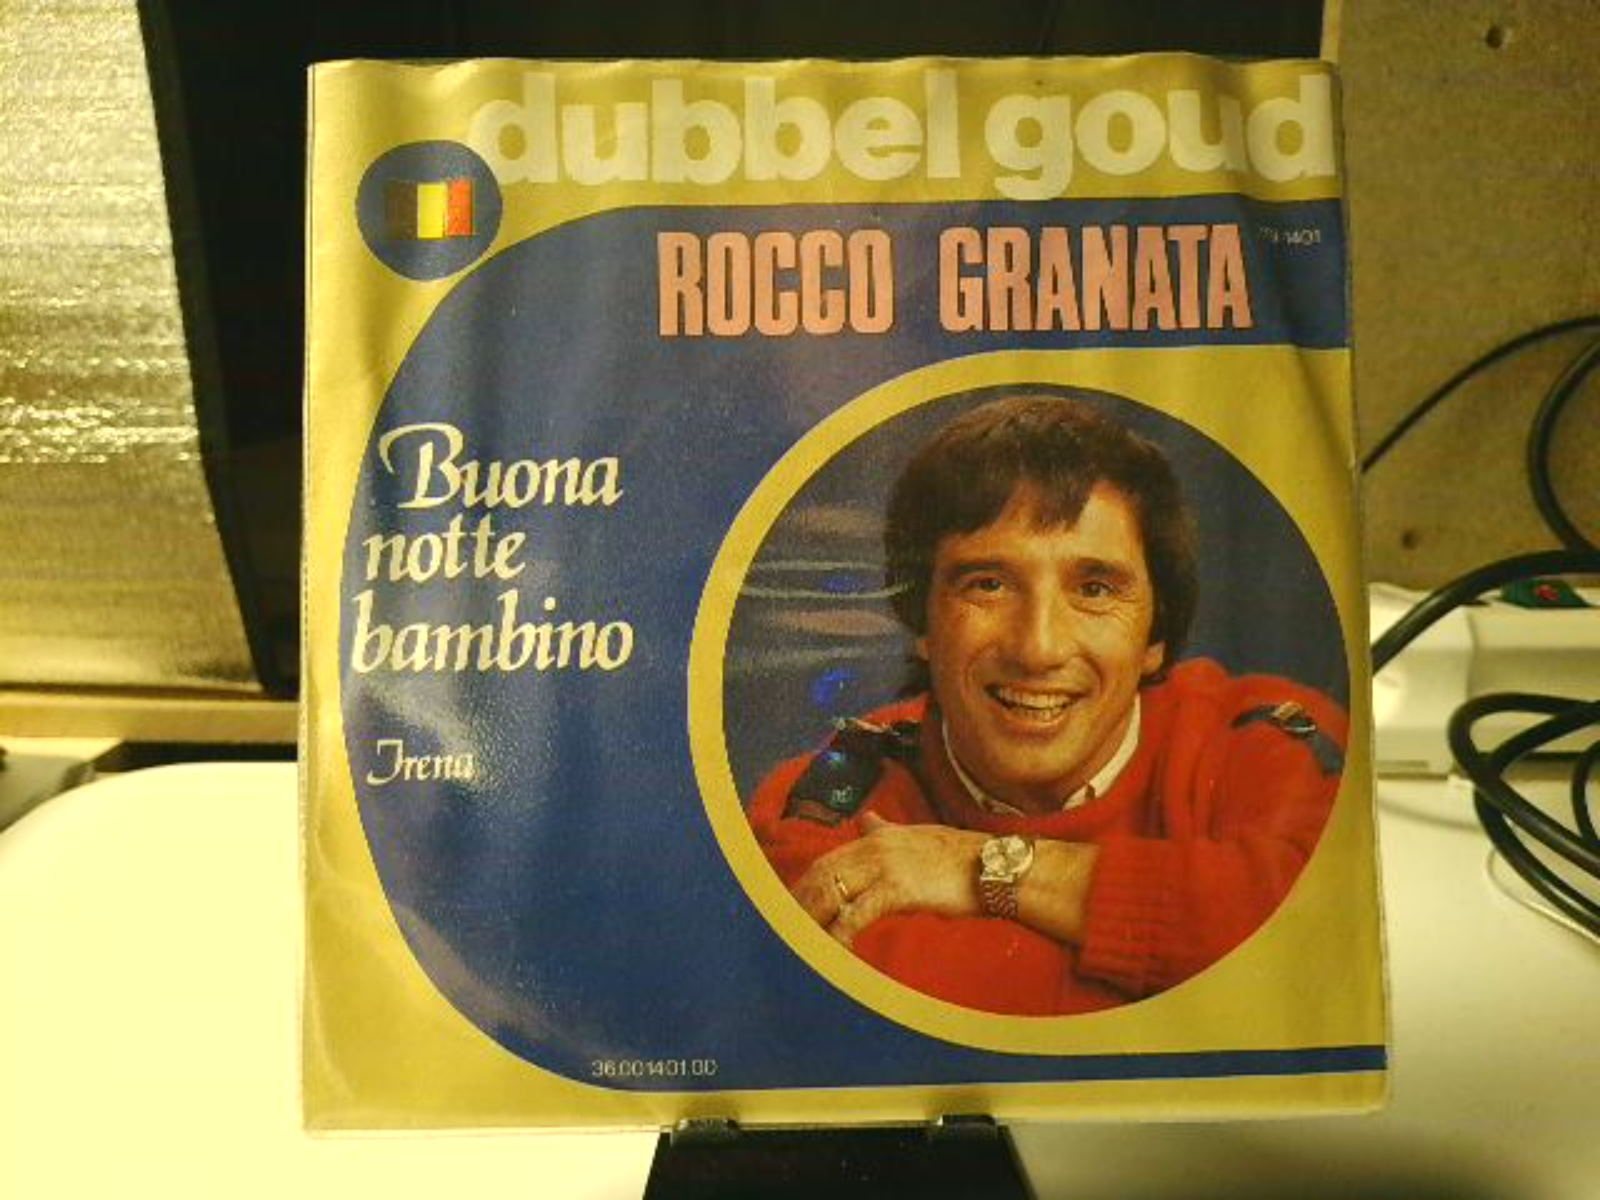 dubbel goud
ROCCO GRANATA
Buona
notte
bambino
Irena
36.001401.00